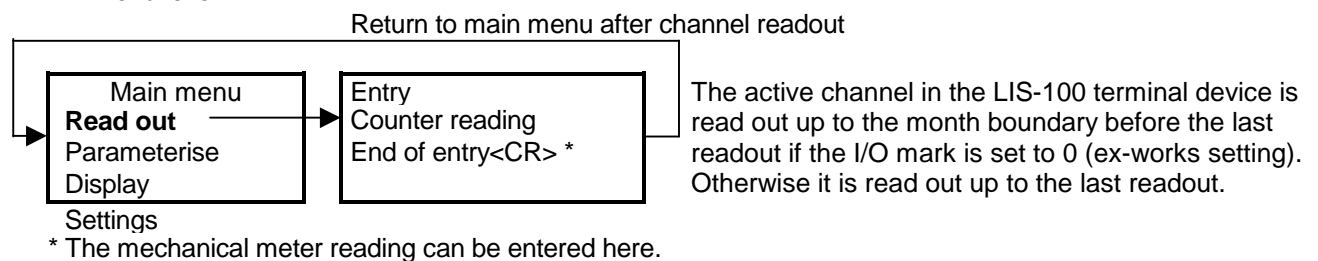 Return to main menu after channel readout
Main menu
Read out
Parameterise
Display
Settings
Entry
Counter reading
End of entry<CR> *
The active channel in the LIS-100 terminal device is
read out up to the month boundary before the last
readout if the I/O mark is set to 0 (ex-works setting).
Otherwise it is read out up to the last readout.
* The mechanical meter reading can be entered here.